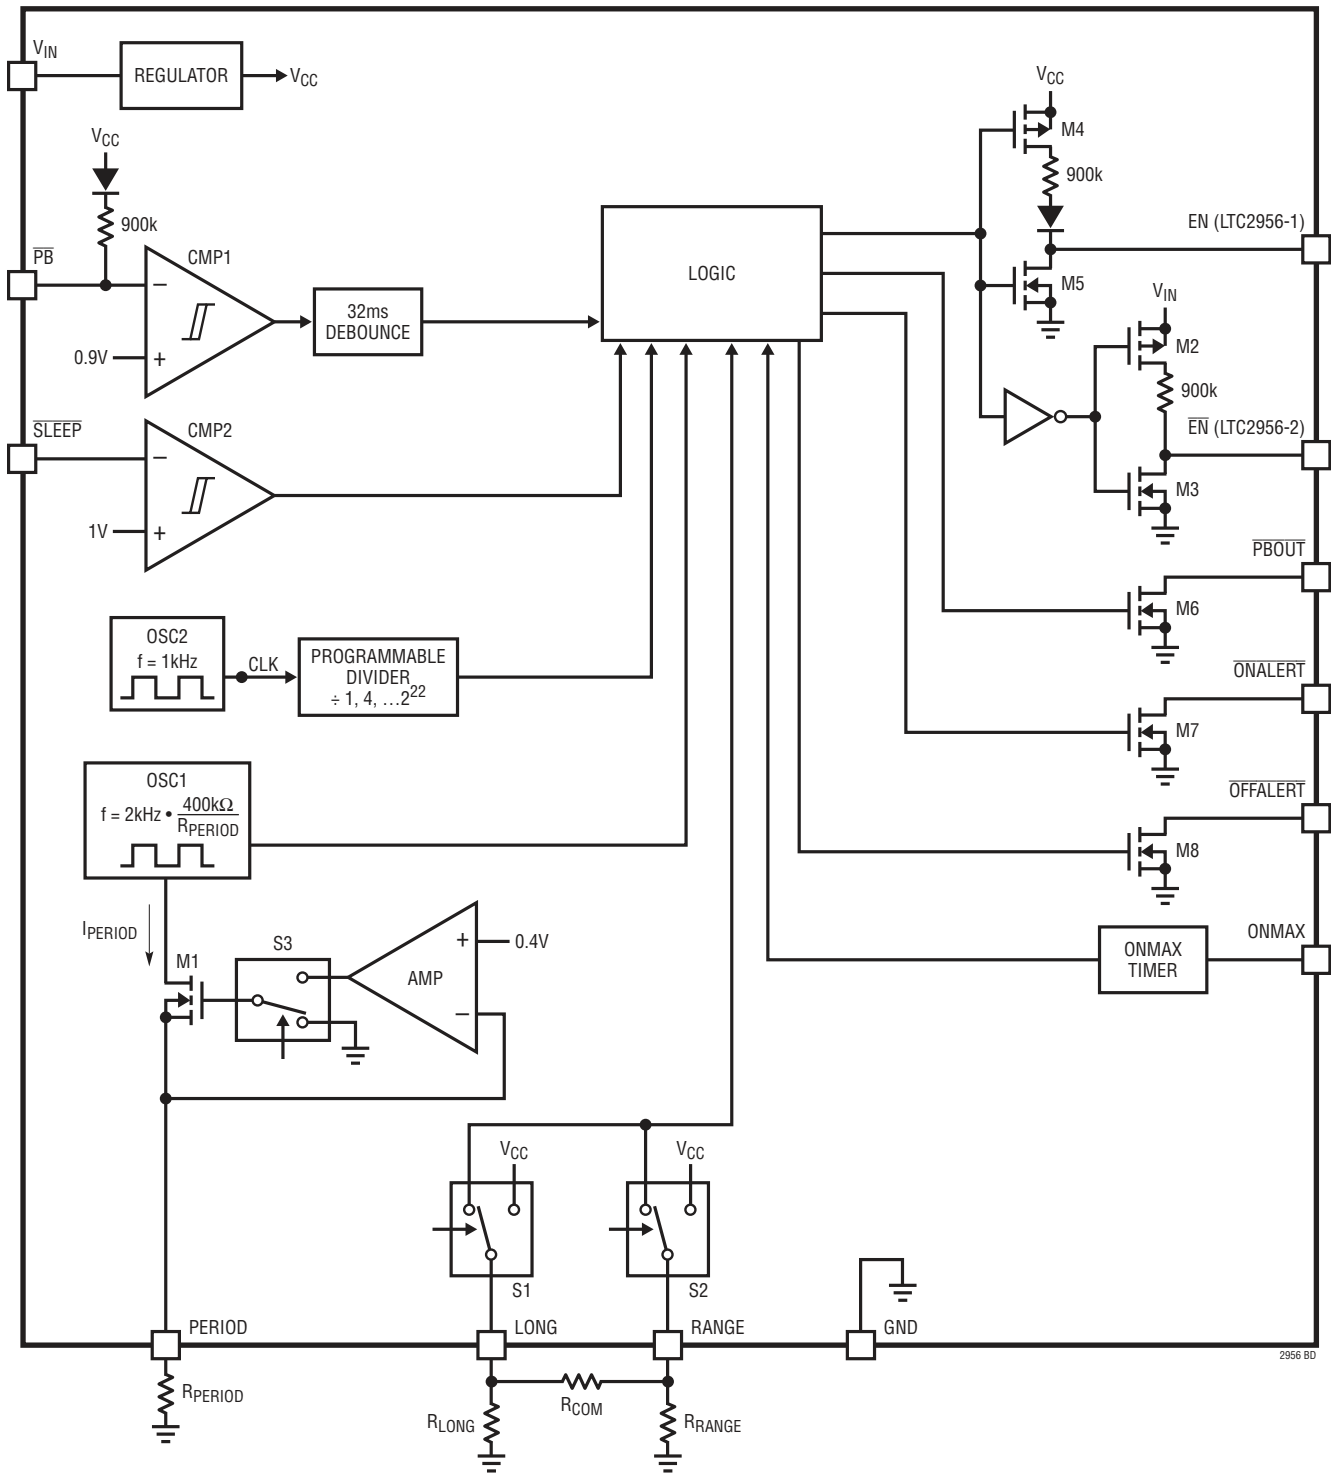 VIN
REGULATOR
VCC
VCC
900k
PB
CMP1
−
0.9V
+
32ms
DEBOUNCE
LOGIC
SLEEP
CMP2
−
1V
+
VCC
M4
900k
EN (LTC2956-1)
M5
VIN
M2
900k
EN (LTC2956-2)
M3
PBOUT
M6
ONALERT
M7
OFFALERT
M8
ONMAX
ONMAX
TIMER
OSC2
f = 1kHz
CLK
PROGRAMMABLE
DIVIDER
÷ 1, 4, …2²²
OSC1
f = 2kHz • 400kΩ
RPERIOD
IPERIOD
M1
S3
AMP
+
0.4V
−
VCC
VCC
S1
S2
PERIOD
LONG
RANGE
GND
2956 BD
RPERIOD
RLONG
RCOM
RRANGE